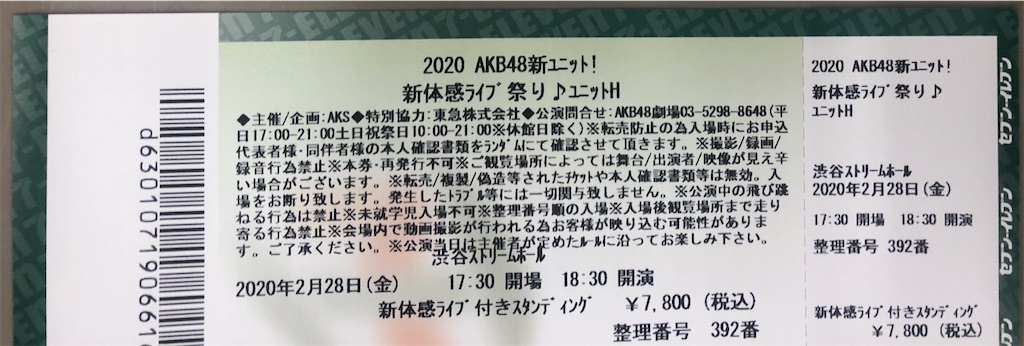 2020 AKB48新ユニット!
新体感ライブ祭り♪ユニットH
◆主催/企画:AKS◆特別協力:東急株式会社◆公演問合せ:AKB48劇場03-5298-8648(平
日17:00-21:00土日祝祭日10:00-21:00※休館日除く)※転売防止の為入場時にお申込
代表者様・同伴者様の本人確認書類をランダムにて確認させて頂きます。※撮影/録画/
録音行為禁止※本券・再発行不可※ご観覧場所によっては舞台/出演者/映像が見え辛
い場合がございます。※転売/複製/偽造等されたチケットや本人確認書類等は無効。入
場をお断り致します。発生したトラブル等には一切関与致しません。※公演中の飛び跳
ねる行為は禁止※未就学児入場不可※整理番号順の入場※入場後観覧場所まで走り
寄る行為禁止※会場内で動画撮影が行われる為お客様が映り込む可能性がありま
す。ご了承ください。※公演当日は主催者が定めたルールに沿ってお楽しみ下さい。
渋谷ストリームホール
2020年2月28日(金) 17:30 開場 18:30 開演
新体感ライブ付きスタンディング ¥7,800 (税込)
整理番号 392番
d6301071906619
2020 AKB48新ユニット!
新体感ライブ祭り♪
ユニットH
渋谷ストリームホール
2020年2月28日(金)
17:30 開場 18:30 開演
整理番号 392番
新体感ライブ付きスタンディング
¥7,800 (税込)
セブン-イレブン
7-ELEVEN